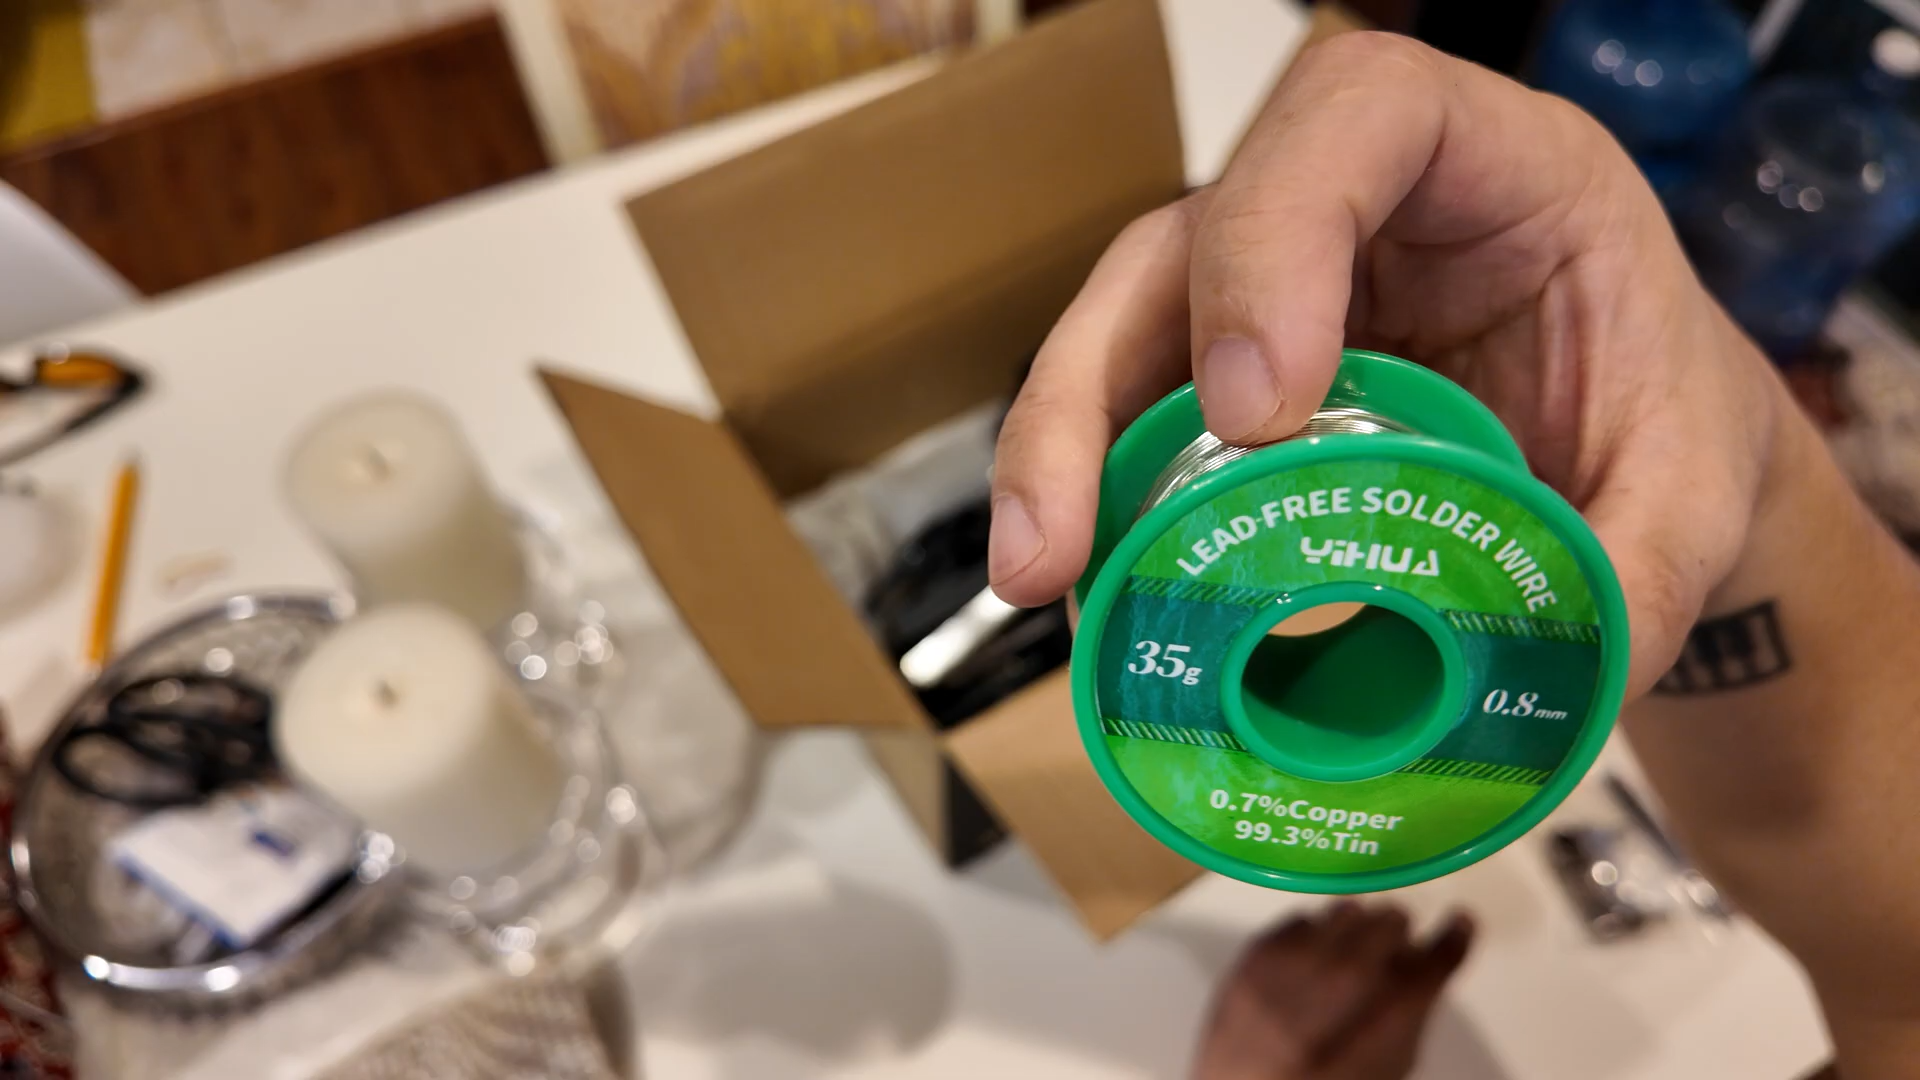 LEAD-FREE SOLDER WIRE
YiHUA
35g
0.8mm
0.7%Copper
99.3%Tin